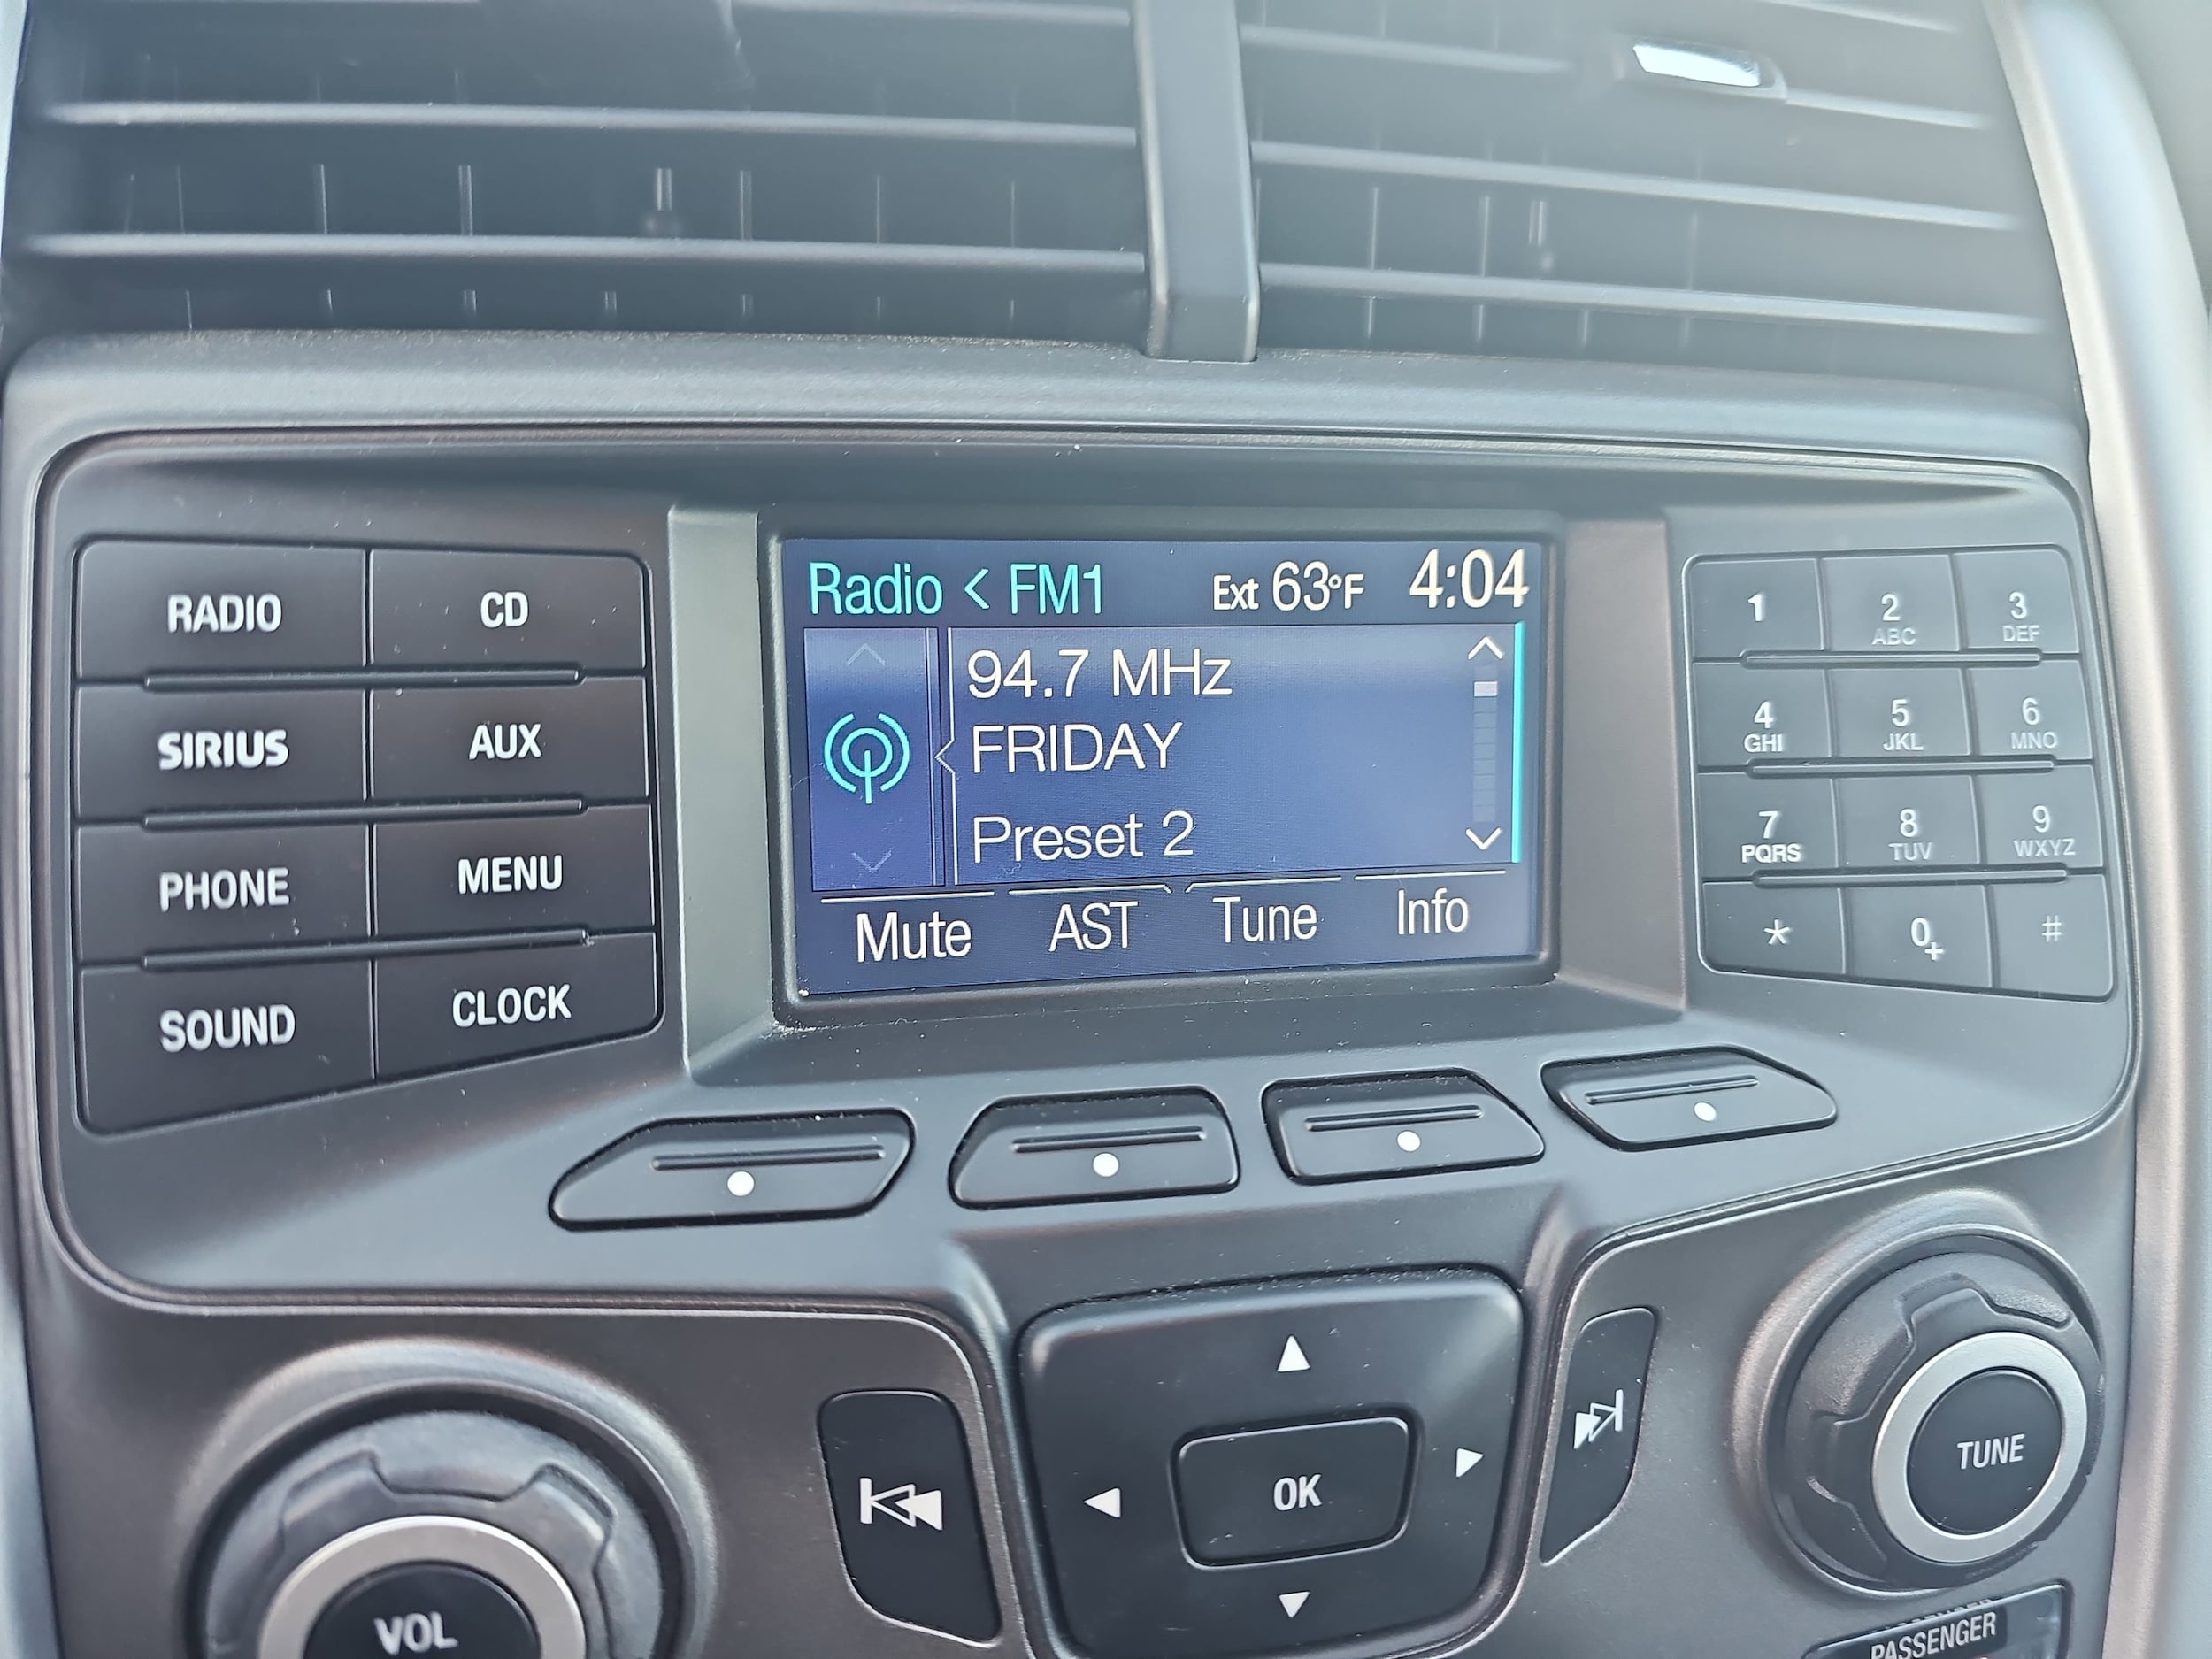 Radio < FM1 Ext 63°F 4:04
94.7 MHz
FRIDAY
Preset 2
Mute AST Tune Info
RADIO CD
SIRIUS AUX
PHONE MENU
SOUND CLOCK
1 2 ABC 3 DEF
4 GHI 5 JKL 6 MNO
7 PQRS 8 TUV 9 WXYZ
* 0+ #
VOL
OK
TUNE
PASSENGER